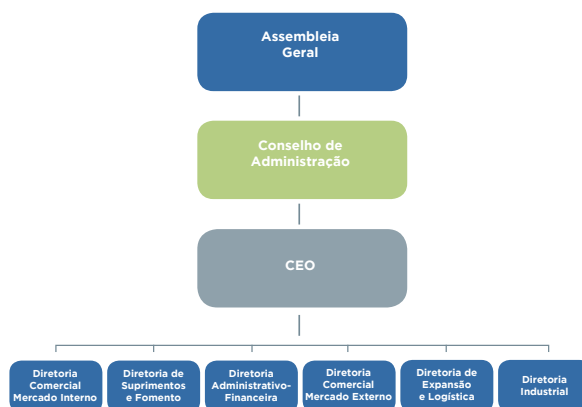 Assembleia
Geral
Conselho de
Administração
CEO
Diretoria
Comercial
Mercado Interno
Diretoria de
Suprimentos
e Fomento
Diretoria
Administrativo-
Financeira
Diretoria
Comercial
Mercado Externo
Diretoria de
Expansão
e Logística
Diretoria
Industrial